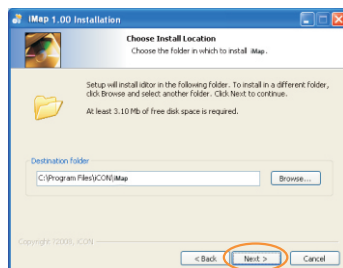 iMap 1.00 Installation
Choose Install Location
Choose the folder in which to install iMap.
Setup will install iditor in the following folder. To install in a different folder,
click Browse and select another folder. Click Next to continue.
At least 3.10 Mb of free disk space is required.
Destination folder
C:\Program Files\iCON\iMap
Browse...
Copyright ?2008, iCON
< Back
Next >
Cancel